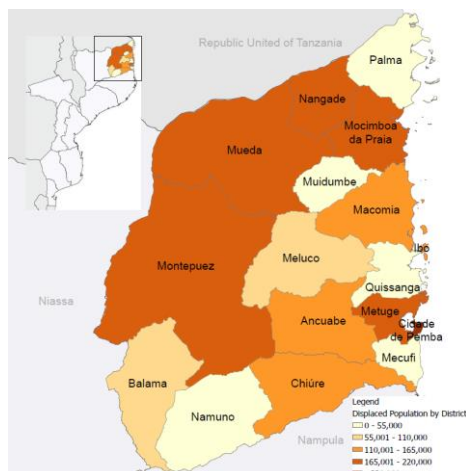 Republic United of Tanzania
Palma
Nangade
Mocimboa
da Praia
Mueda
Muidumbe
Macomia
Ibo
Meluco
Montepuez
Quissanga
Niassa
Metuge
Ancuabe
Cidade
de Pemba
Mecufi
Balama
Chiúre
Namuno
Nampula
Legend
Displaced Population by District
0 - 55,000
55,001 - 110,000
110,001 - 165,000
165,001 - 220,000